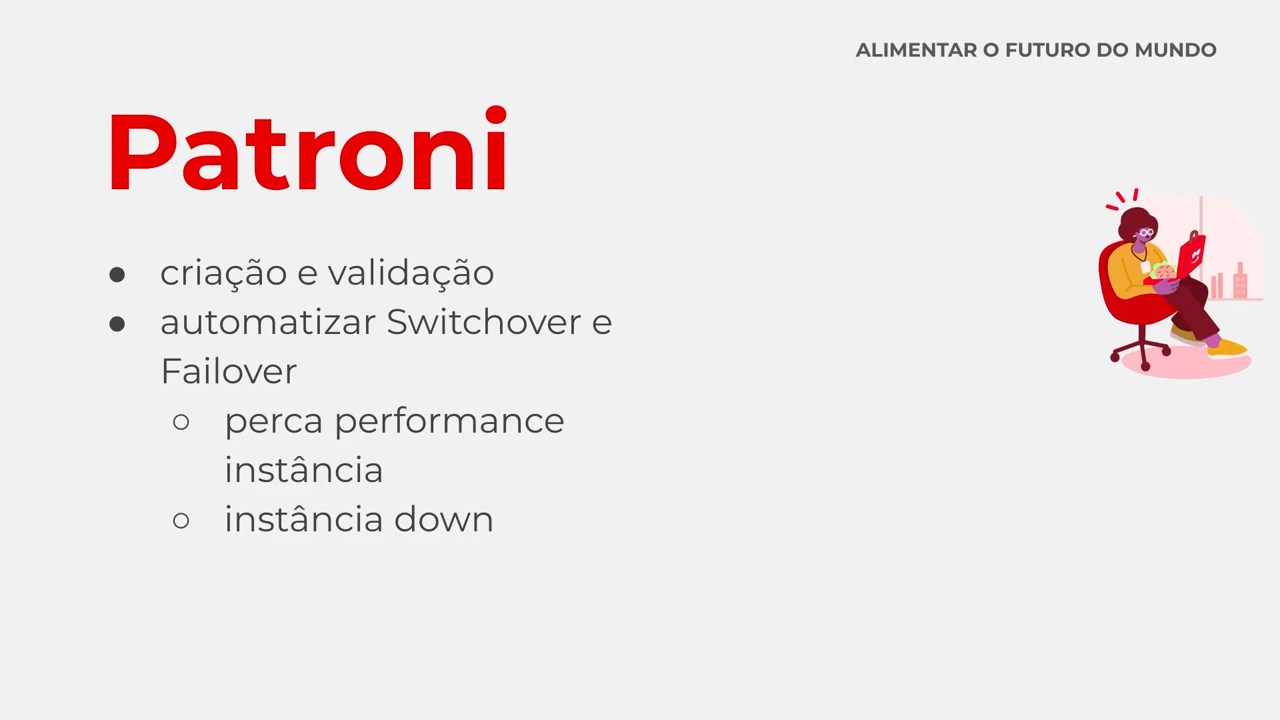 ALIMENTAR O FUTURO DO MUNDO
Patroni
● criação e validação
● automatizar Switchover e
Failover
○ perca performance
instância
○ instância down